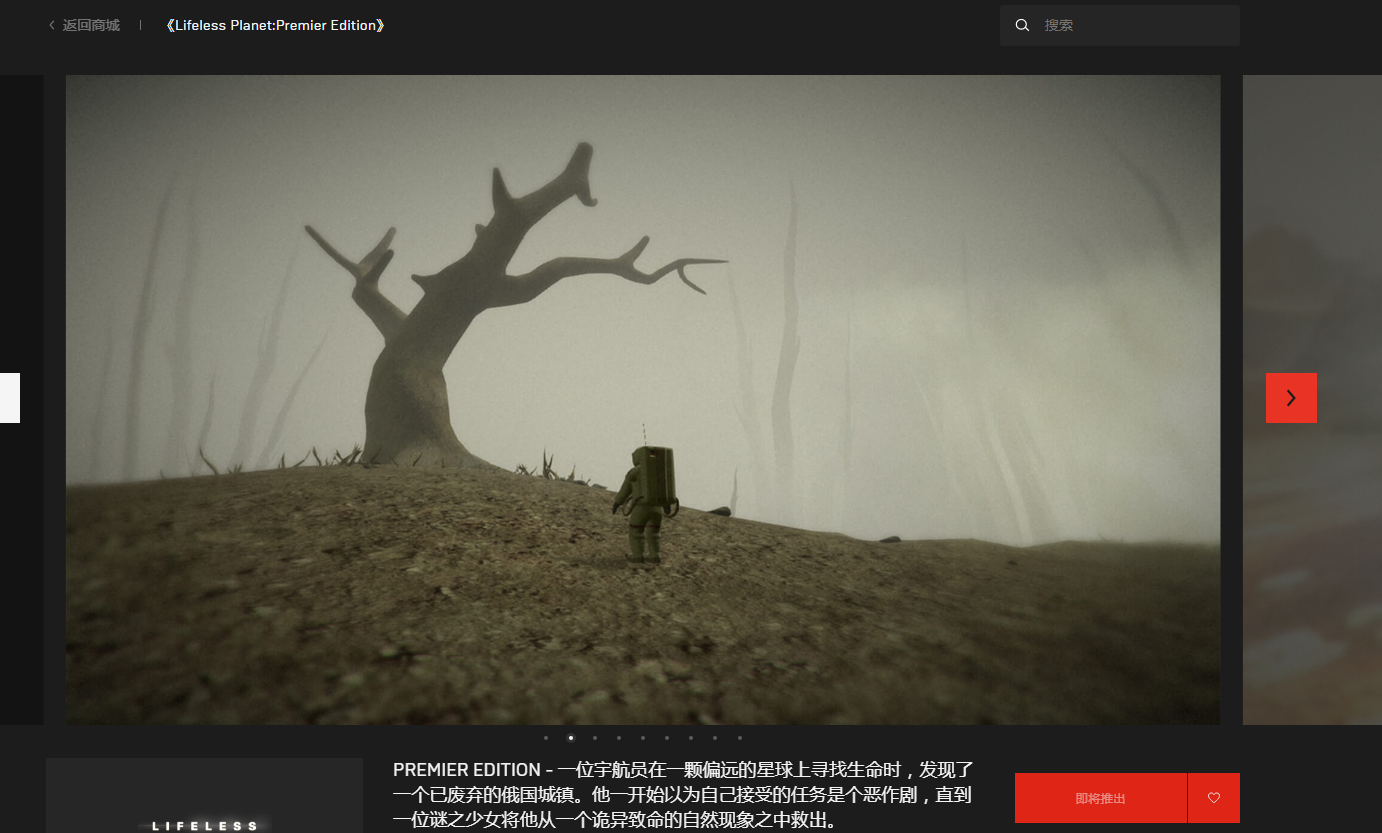 返回商城
《Lifeless Planet:Premier Edition》
搜索
PREMIER EDITION - 一位宇航员在一颗偏远的星球上寻找生命时，发现了
一个已废弃的俄国城镇。他一开始以为自己接受的任务是个恶作剧，直到
一位谜之少女将他从一个诡异致命的自然现象之中救出。
即将推出
LIFELESS